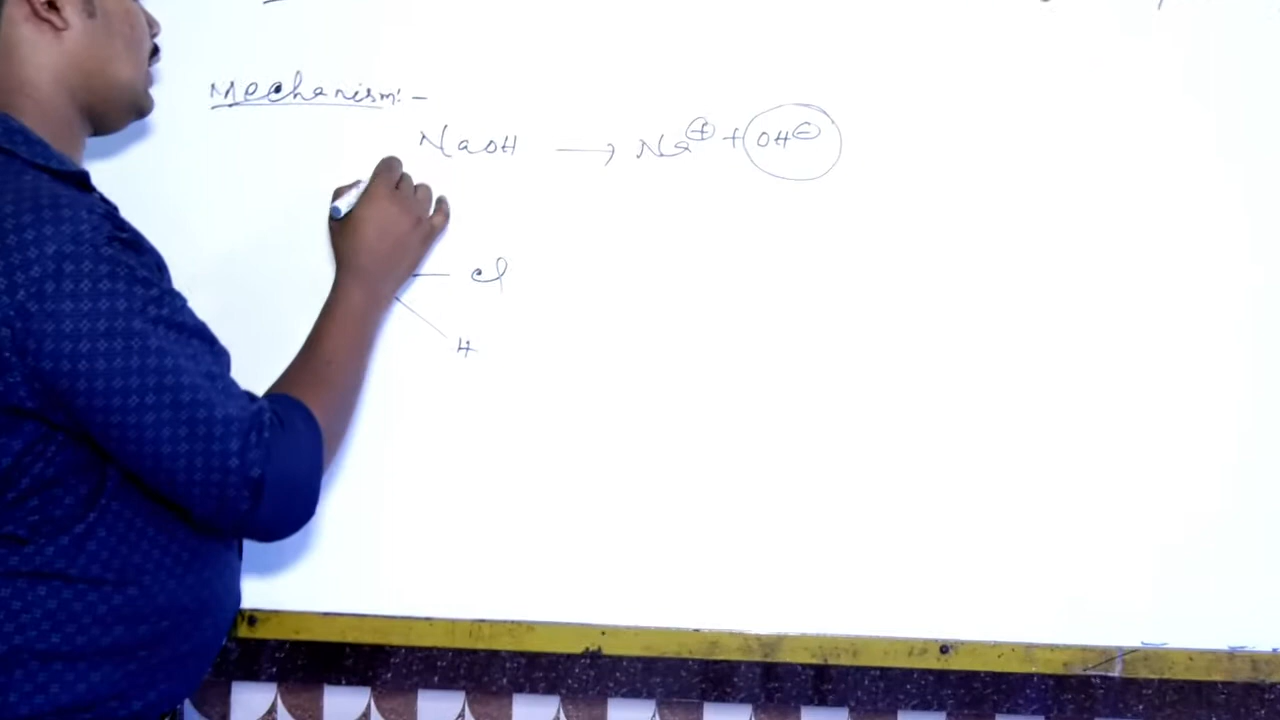 Mechanism:-
NaOH → Na⊕ + OH⊖
— Cl
H